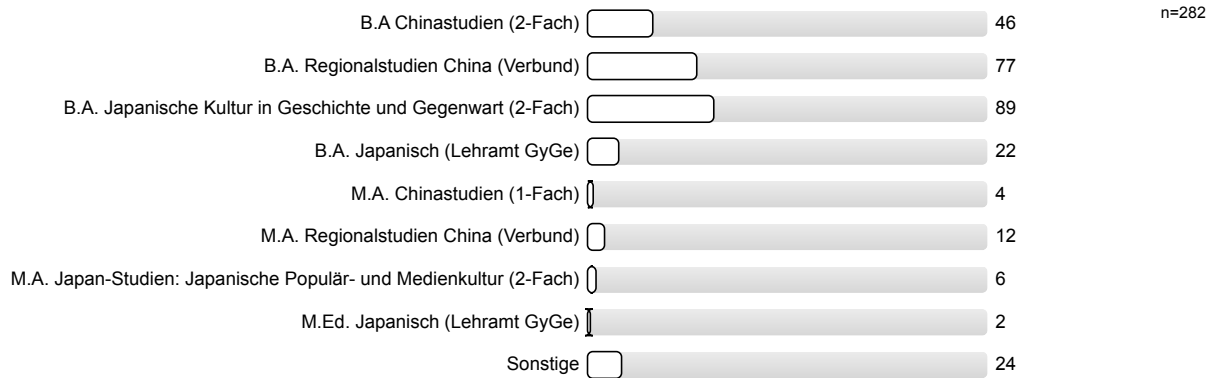 n=282
B.A Chinastudien (2-Fach) 46
B.A. Regionalstudien China (Verbund) 77
B.A. Japanische Kultur in Geschichte und Gegenwart (2-Fach) 89
B.A. Japanisch (Lehramt GyGe) 22
M.A. Chinastudien (1-Fach) 4
M.A. Regionalstudien China (Verbund) 12
M.A. Japan-Studien: Japanische Populär- und Medienkultur (2-Fach) 6
M.Ed. Japanisch (Lehramt GyGe) 2
Sonstige 24